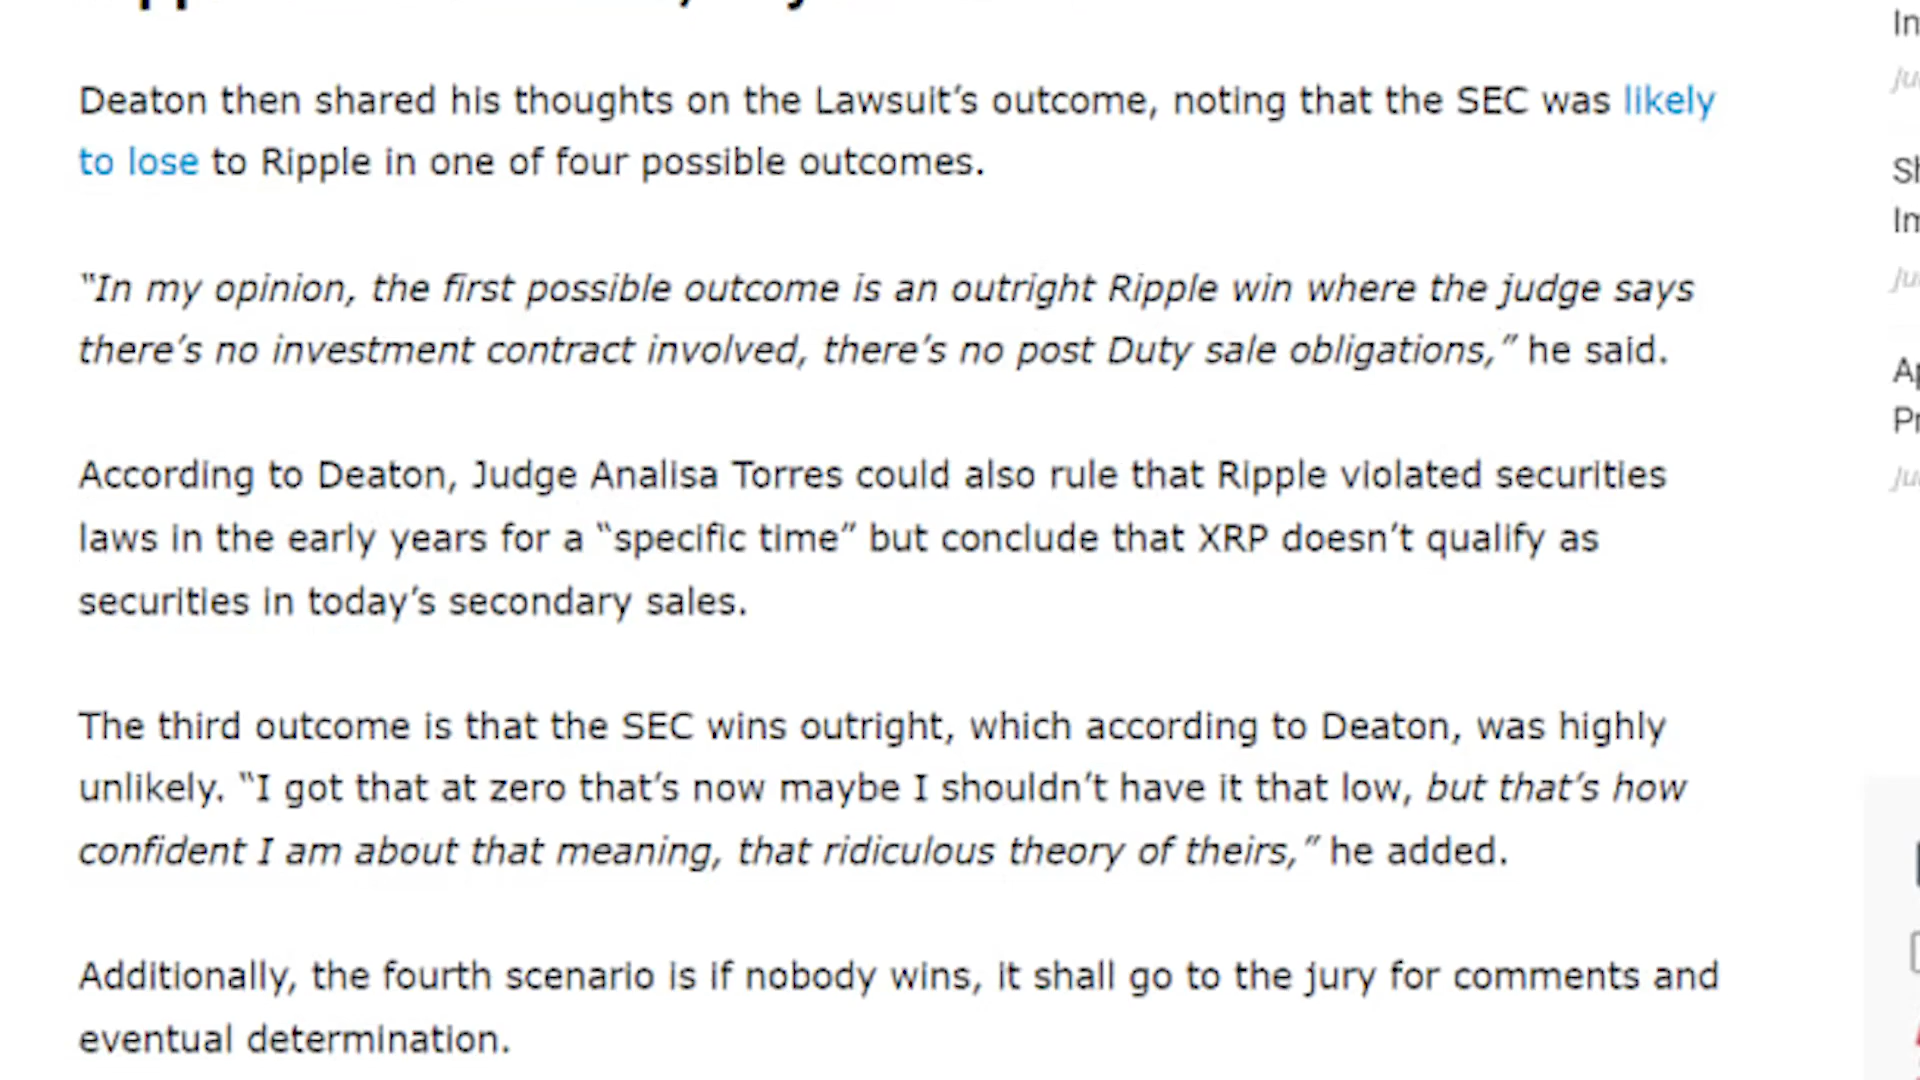 Deaton then shared his thoughts on the Lawsuit’s outcome, noting that the SEC was likely
to lose to Ripple in one of four possible outcomes.
“In my opinion, the first possible outcome is an outright Ripple win where the judge says
there’s no investment contract involved, there’s no post Duty sale obligations,” he said.
According to Deaton, Judge Analisa Torres could also rule that Ripple violated securities
laws in the early years for a “specific time” but conclude that XRP doesn’t qualify as
securities in today’s secondary sales.
The third outcome is that the SEC wins outright, which according to Deaton, was highly
unlikely. “I got that at zero that’s now maybe I shouldn’t have it that low, but that’s how
confident I am about that meaning, that ridiculous theory of theirs,” he added.
Additionally, the fourth scenario is if nobody wins, it shall go to the jury for comments and
eventual determination.